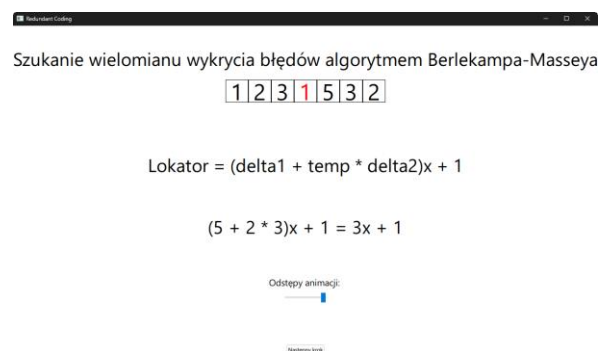 Redundant Coding
Szukanie wielomianu wykrycia błędów algorytmem Berlekampa-Masseya
1 2 3 1 5 3 2
Lokator = (delta1 + temp * delta2)x + 1
(5 + 2 * 3)x + 1 = 3x + 1
Odstępy animacji:
Następny krok